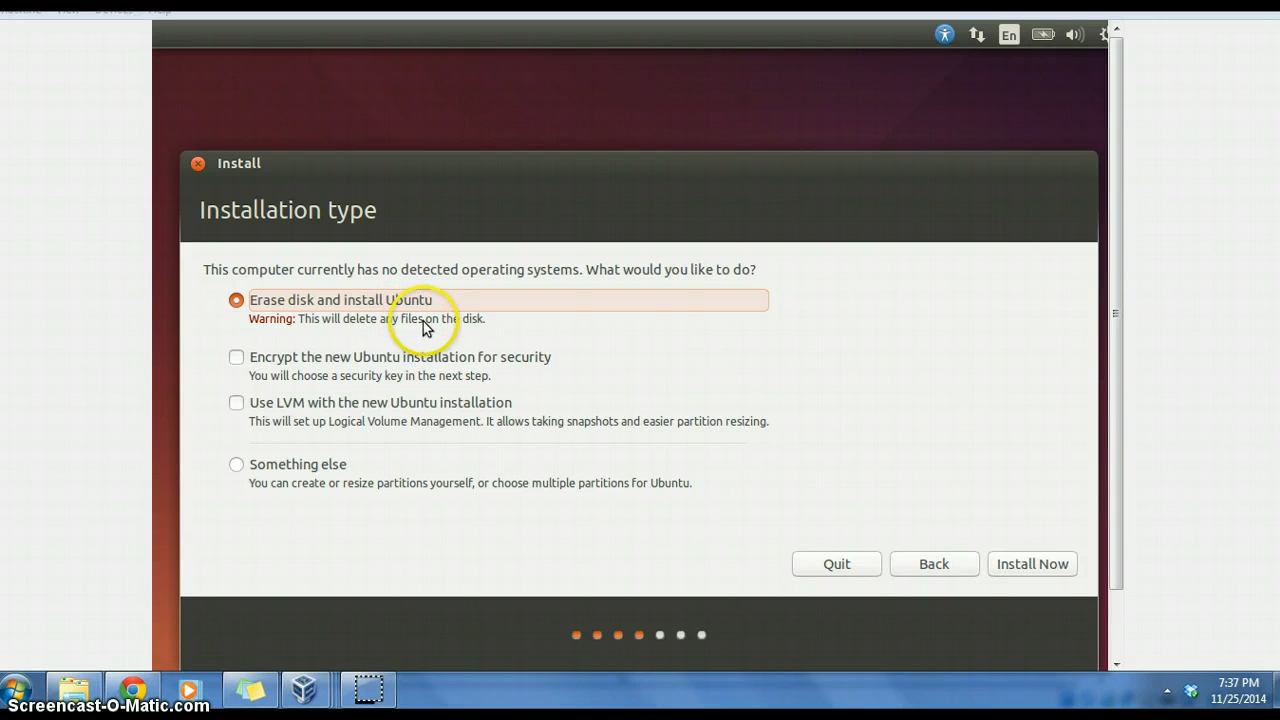 En
Install
Installation type
This computer currently has no detected operating systems. What would you like to do?
Erase disk and install Ubuntu
Warning: This will delete any files on the disk.
Encrypt the new Ubuntu installation for security
You will choose a security key in the next step.
Use LVM with the new Ubuntu installation
This will set up Logical Volume Management. It allows taking snapshots and easier partition resizing.
Something else
You can create or resize partitions yourself, or choose multiple partitions for Ubuntu.
Quit
Back
Install Now
7:37 PM
11/25/2014
Screencast-O-Matic.com